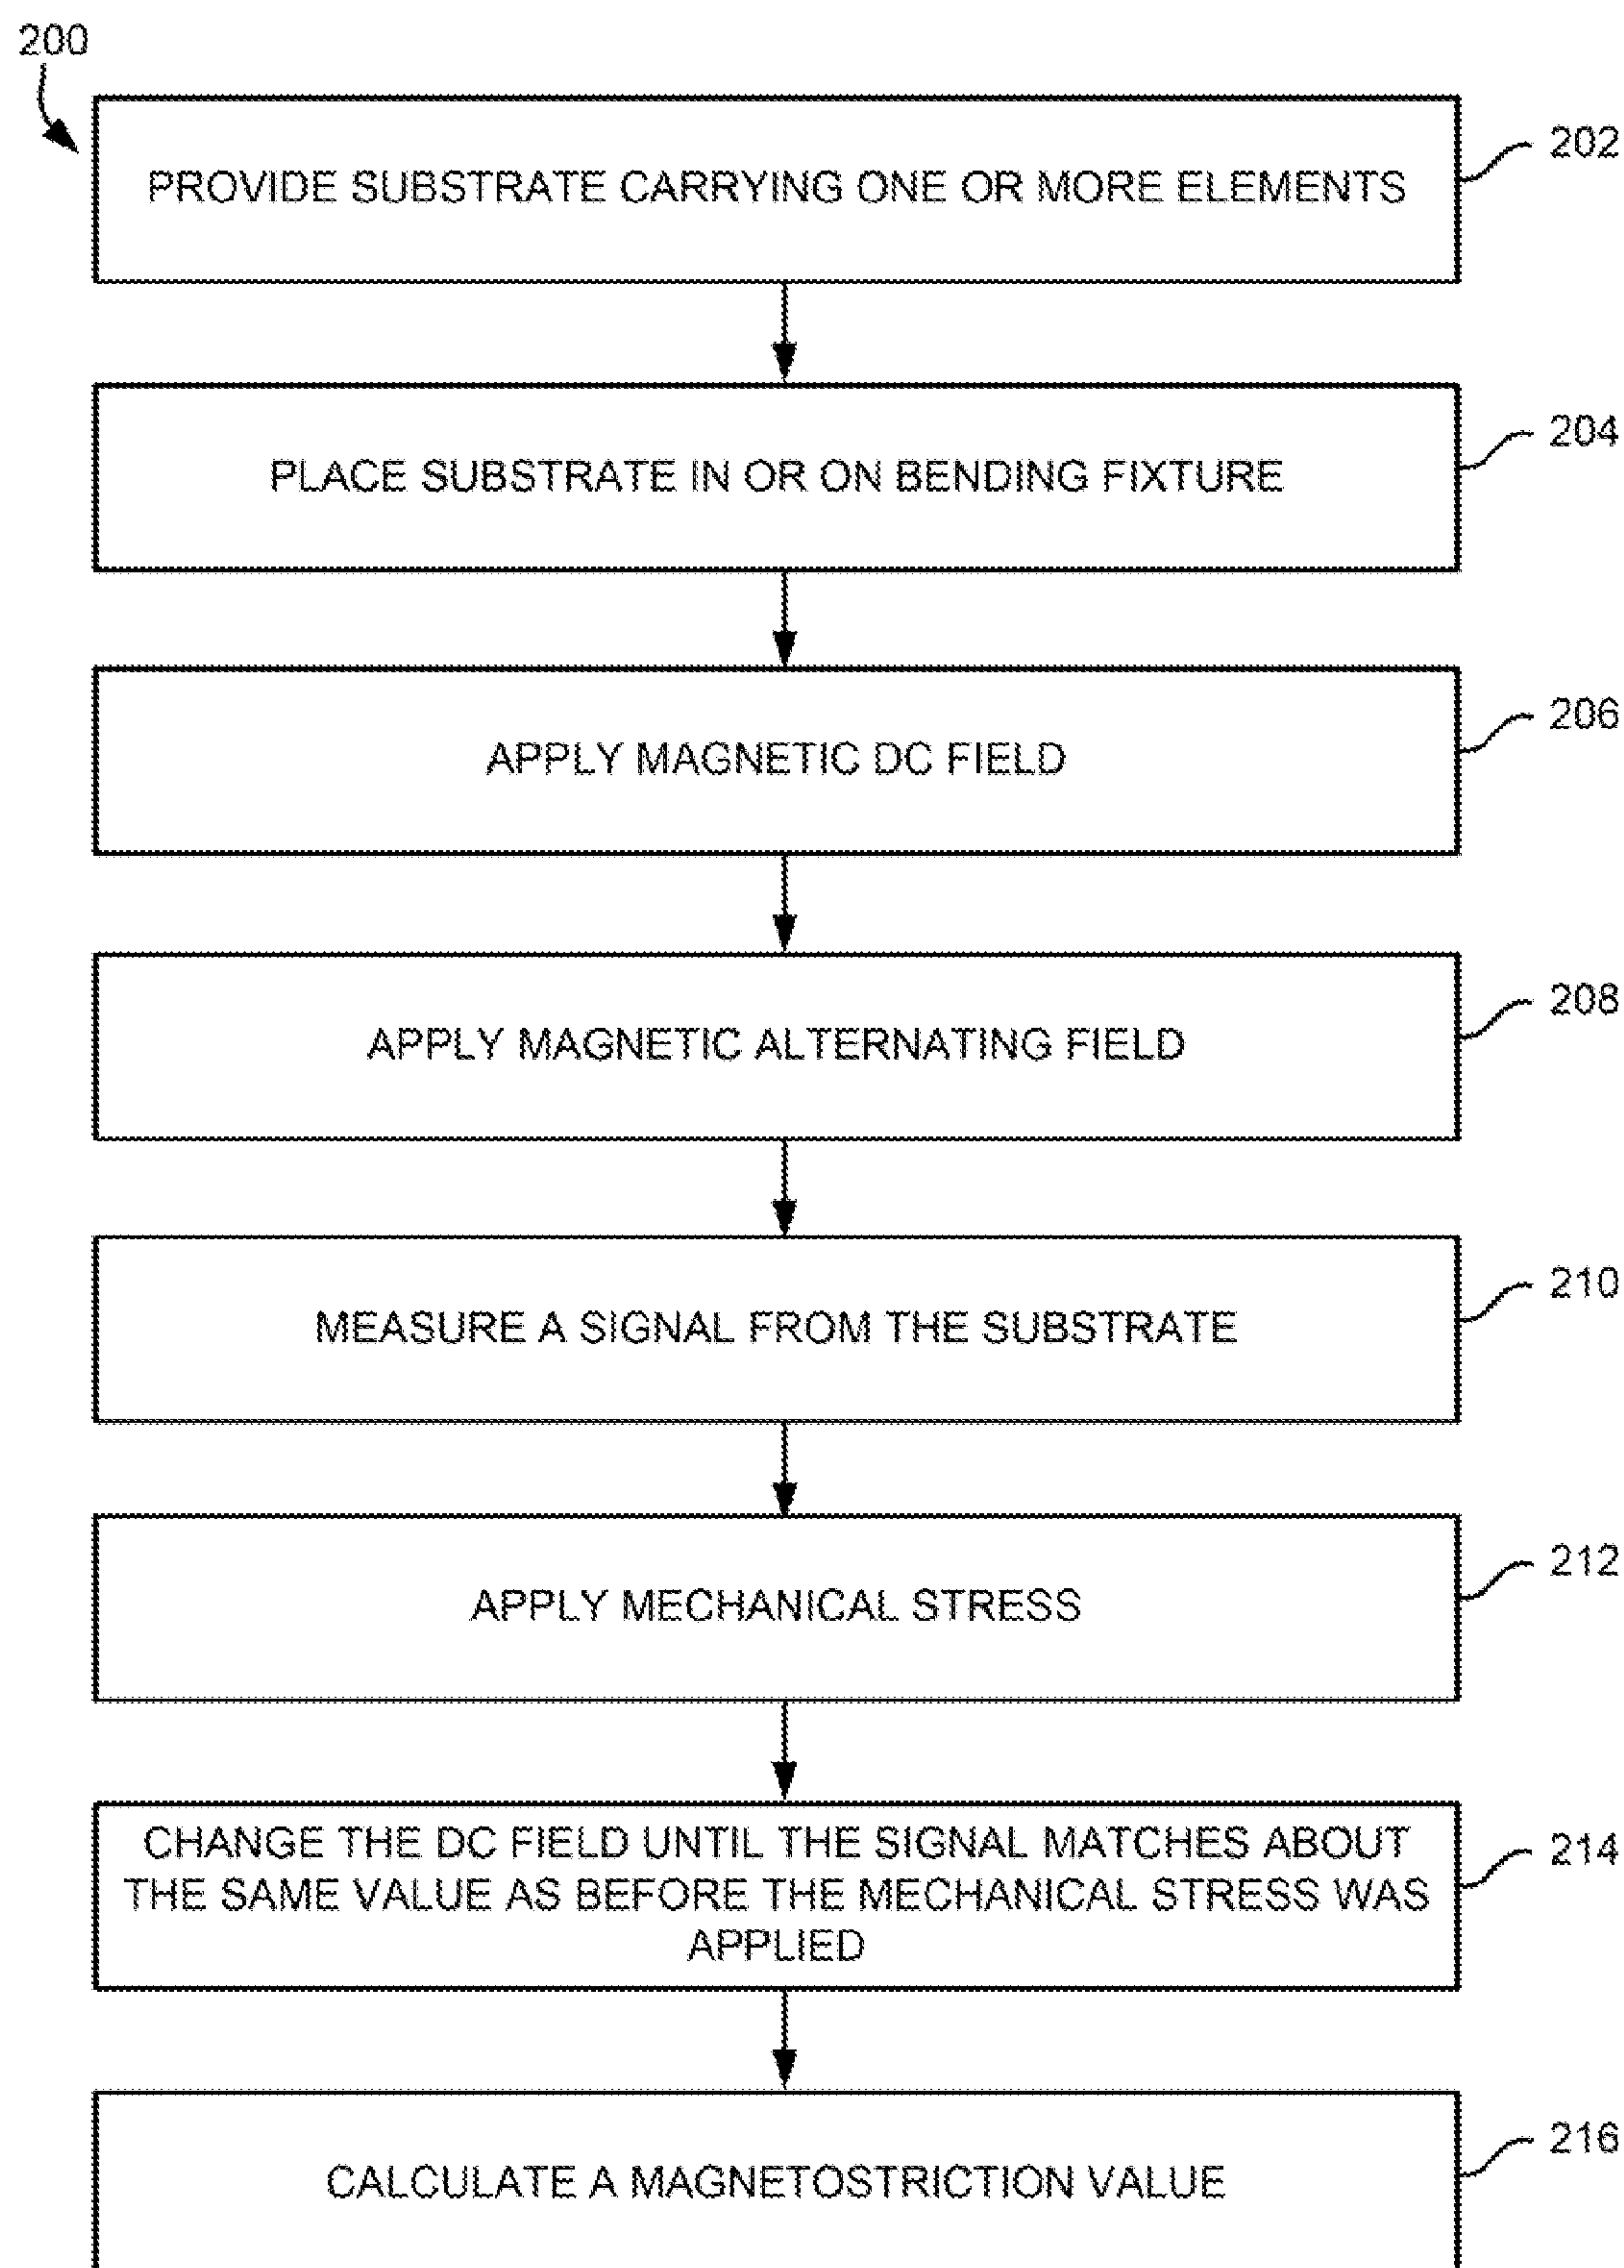 200
PROVIDE SUBSTRATE CARRYING ONE OR MORE ELEMENTS
202
PLACE SUBSTRATE IN OR ON BENDING FIXTURE
204
APPLY MAGNETIC DC FIELD
206
APPLY MAGNETIC ALTERNATING FIELD
208
MEASURE A SIGNAL FROM THE SUBSTRATE
210
APPLY MECHANICAL STRESS
212
CHANGE THE DC FIELD UNTIL THE SIGNAL MATCHES ABOUT
THE SAME VALUE AS BEFORE THE MECHANICAL STRESS WAS
APPLIED
214
CALCULATE A MAGNETOSTRICTION VALUE
216